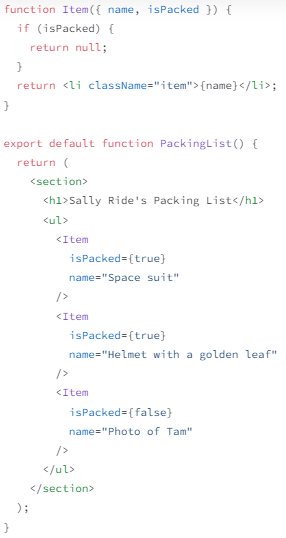 function Item({ name, isPacked }) {
  if (isPacked) {
    return null;
  }
  return <li className="item">{name}</li>;
}

export default function PackingList() {
  return (
    <section>
      <h1>Sally Ride's Packing List</h1>
      <ul>
        <Item
          isPacked={true}
          name="Space suit"
        />
        <Item
          isPacked={true}
          name="Helmet with a golden leaf"
        />
        <Item
          isPacked={false}
          name="Photo of Tam"
        />
      </ul>
    </section>
  );
}